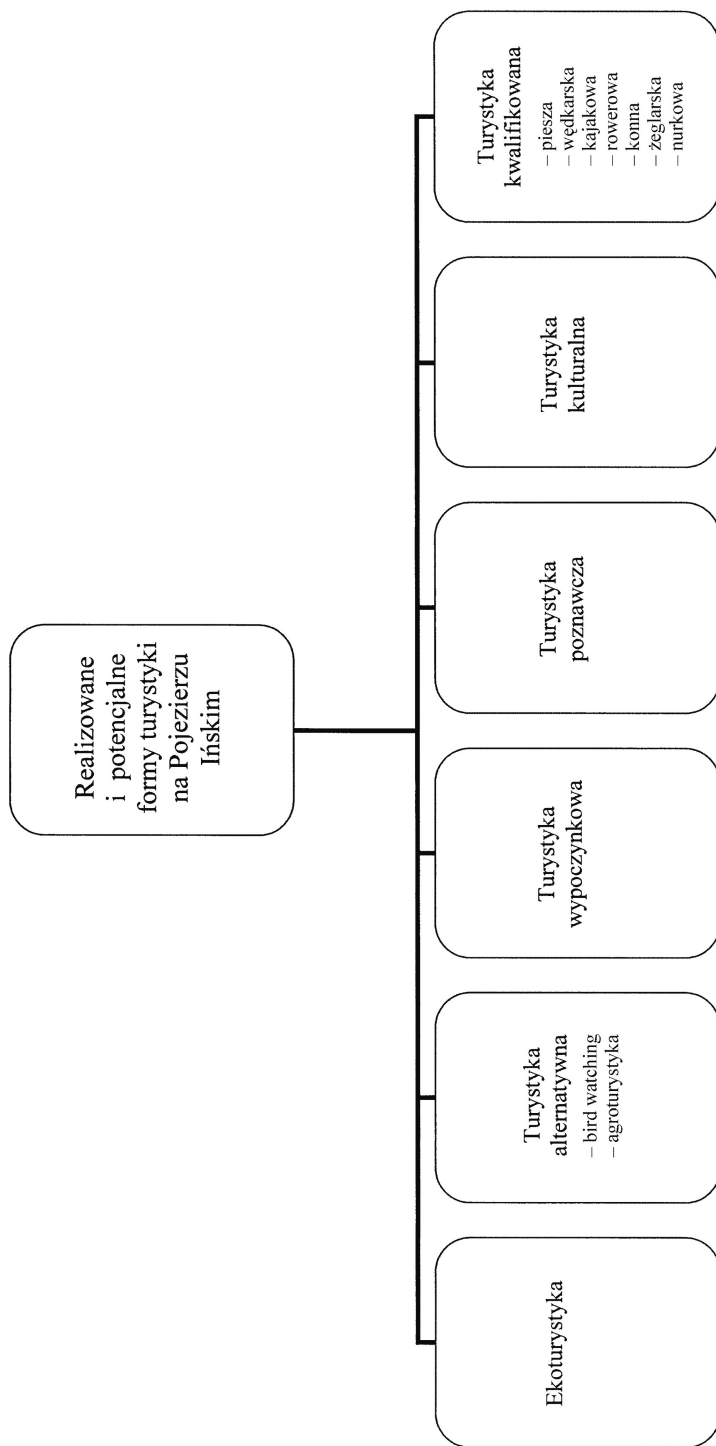 Realizowane
i potencjalne
formy turystyki
na Pojezierzu
Ińskim
Ekoturystyka
Turystyka
alternatywna
– bird watching
– agroturystyka
Turystyka
wypoczynkowa
Turystyka
poznawcza
Turystyka
kulturalna
Turystyka
kwalifikowana
– piesza
– wędkarska
– kajakowa
– rowerowa
– konna
– żeglarska
– nurkowa